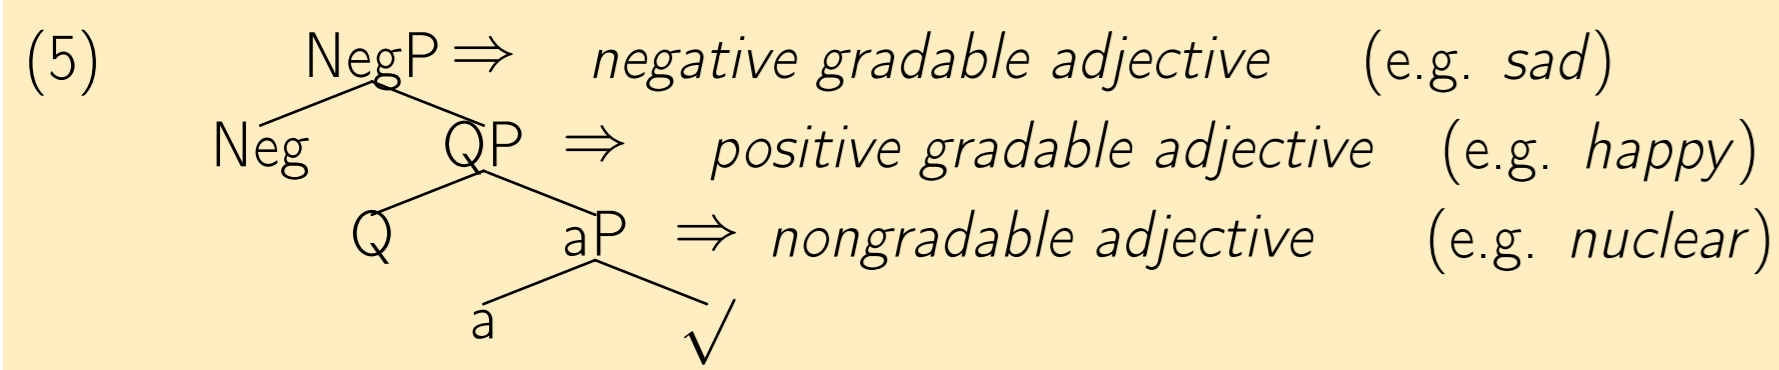 (5) NegP ⇒ negative gradable adjective (e.g. sad)
Neg QP ⇒ positive gradable adjective (e.g. happy)
Q aP ⇒ nongradable adjective (e.g. nuclear)
a √